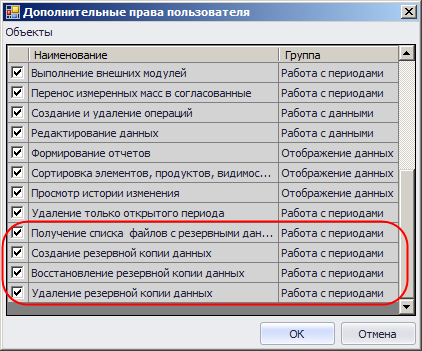 Дополнительные права пользователя
Объекты
Наименование Группа
Выполнение внешних модулей Работа с периодами
Перенос измеренных масс в согласованные Работа с периодами
Создание и удаление операций Работа с данными
Редактирование данных Работа с данными
Формирование отчетов Отображение данных
Сортировка элементов, продуктов, видимос... Отображение данных
Просмотр истории изменения Отображение данных
Удаление только открытого периода Работа с периодами
Получение списка файлов с резервными дан... Работа с периодами
Создание резервной копии данных Работа с периодами
Восстановление резервной копии данных Работа с периодами
Удаление резервной копии данных Работа с периодами
ОК Отмена